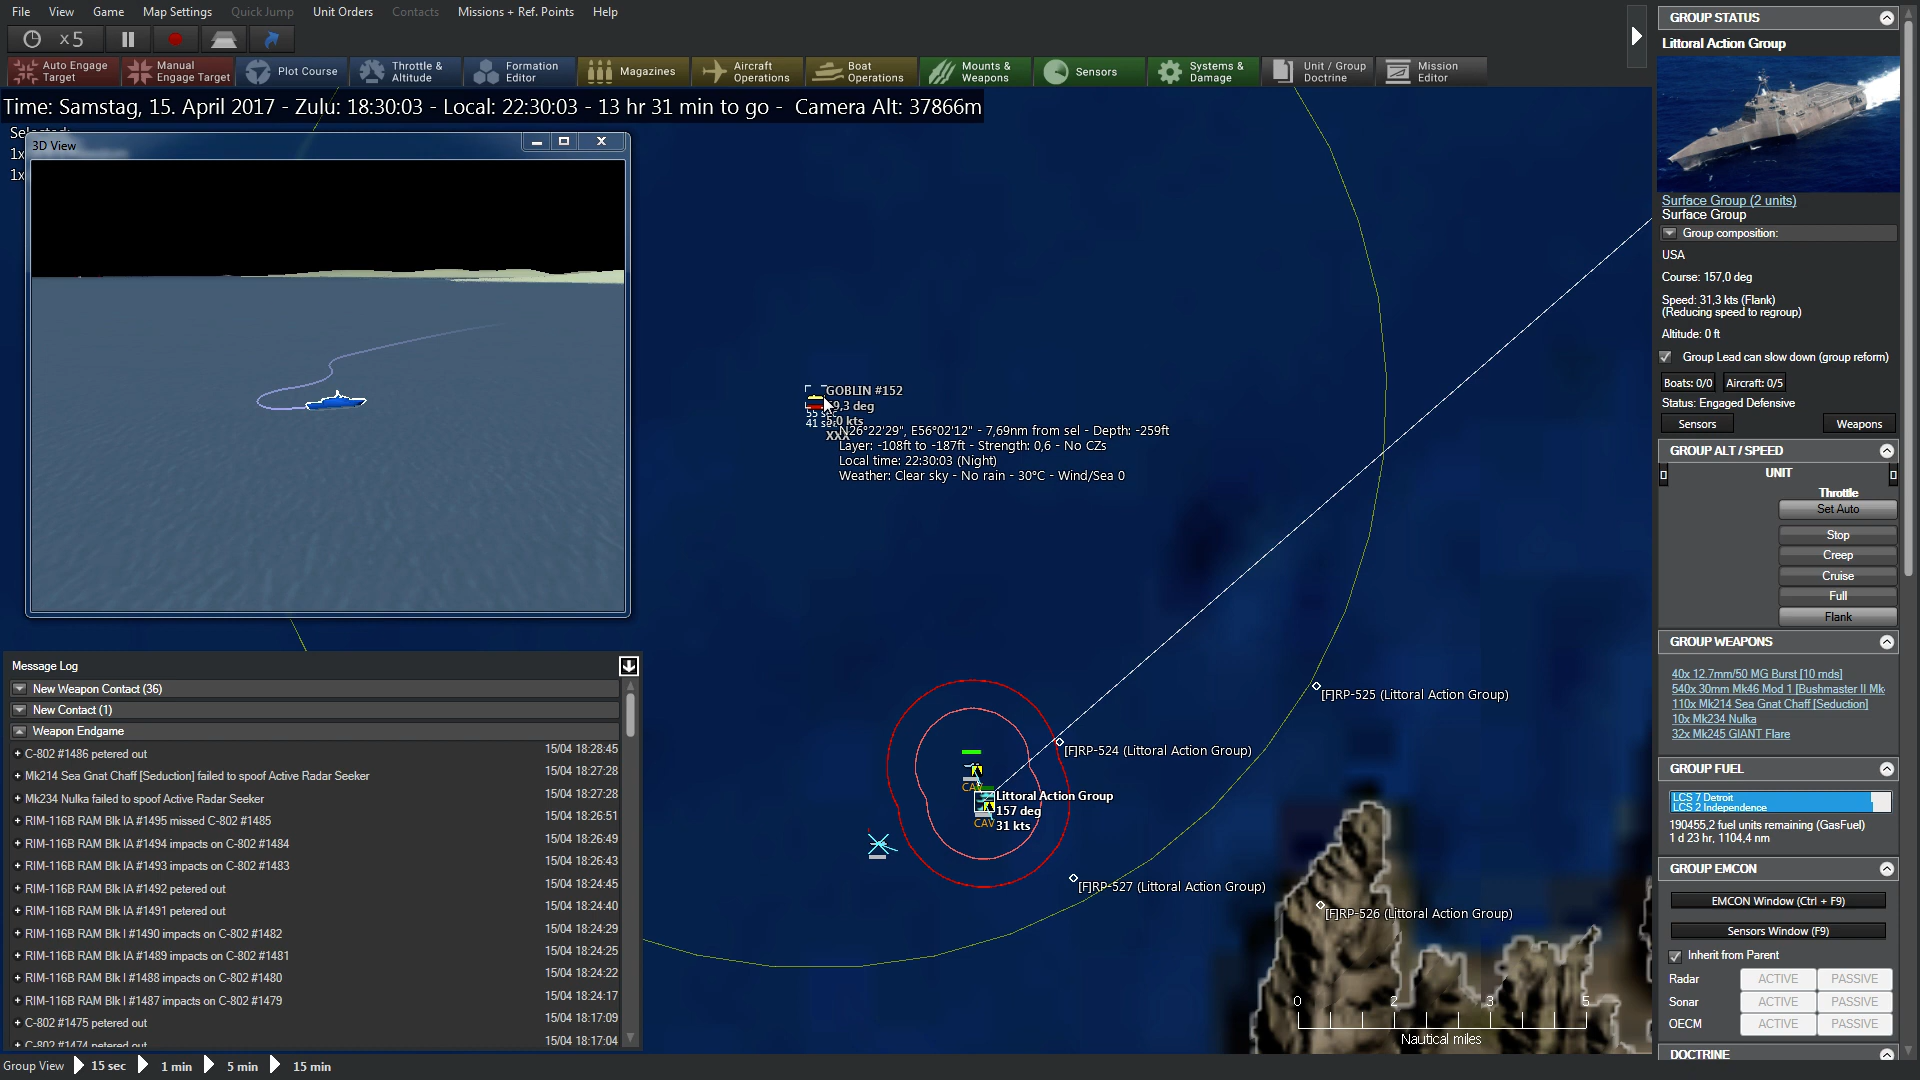 File View Game Map Settings Quick Jump Unit Orders Contacts Missions + Ref. Points Help
x5
Auto Engage Target
Manual Engage Target
Plot Course
Throttle & Altitude
Formation Editor
Magazines
Aircraft Operations
Boat Operations
Mounts & Weapons
Sensors
Systems & Damage
Unit / Group Doctrine
Mission Editor
Time: Samstag, 15. April 2017 - Zulu: 18:30:03 - Local: 22:30:03 - 13 hr 31 min to go - Camera Alt: 37866m
Selected:
1x
1x
3D View
GOBLIN #152
9,3 deg
5,0 kts
XXX
55 sec
41 sec
N26°22'29", E56°02'12" - 7,69nm from sel - Depth: -259ft
Layer: -108ft to -187ft - Strength: 0,6 - No CZs
Local time: 22:30:03 (Night)
Weather: Clear sky - No rain - 30°C - Wind/Sea 0
[F]RP-525 (Littoral Action Group)
[F]RP-524 (Littoral Action Group)
CAV
Littoral Action Group
157 deg
31 kts
CAV
[F]RP-527 (Littoral Action Group)
[F]RP-526 (Littoral Action Group)
0 2 3 5
Nautical miles
Message Log
New Weapon Contact (36)
New Contact (1)
Weapon Endgame
C-802 #1486 petered out 15/04 18:28:45
Mk214 Sea Gnat Chaff [Seduction] failed to spoof Active Radar Seeker 15/04 18:27:28
Mk234 Nulka failed to spoof Active Radar Seeker 15/04 18:27:28
RIM-116B RAM Blk IA #1495 missed C-802 #1485 15/04 18:26:51
RIM-116B RAM Blk IA #1494 impacts on C-802 #1484 15/04 18:26:49
RIM-116B RAM Blk IA #1493 impacts on C-802 #1483 15/04 18:26:43
RIM-116B RAM Blk IA #1492 petered out 15/04 18:24:45
RIM-116B RAM Blk IA #1491 petered out 15/04 18:24:40
RIM-116B RAM Blk I #1490 impacts on C-802 #1482 15/04 18:24:29
RIM-116B RAM Blk IA #1489 impacts on C-802 #1481 15/04 18:24:25
RIM-116B RAM Blk I #1488 impacts on C-802 #1480 15/04 18:24:22
RIM-116B RAM Blk I #1487 impacts on C-802 #1479 15/04 18:24:17
C-802 #1475 petered out 15/04 18:17:09
C-802 #1474 petered out 15/04 18:17:04
Group View 15 sec 1 min 5 min 15 min
GROUP STATUS
Littoral Action Group
Surface Group (2 units)
Surface Group
Group composition:
USA
Course: 157,0 deg
Speed: 31,3 kts (Flank)
(Reducing speed to regroup)
Altitude: 0 ft
Group Lead can slow down (group reform)
Boats: 0/0 Aircraft: 0/5
Status: Engaged Defensive
Sensors Weapons
GROUP ALT / SPEED
UNIT
Throttle
Set Auto
Stop
Creep
Cruise
Full
Flank
GROUP WEAPONS
40x 12.7mm/50 MG Burst [10 rnds]
540x 30mm Mk46 Mod 1 [Bushmaster II Mk
110x Mk214 Sea Gnat Chaff [Seduction]
10x Mk234 Nulka
32x Mk245 GIANT Flare
GROUP FUEL
LCS 7 Detroit
LCS 2 Independence
190455,2 fuel units remaining (GasFuel)
1 d 23 hr, 1104,4 nm
GROUP EMCON
EMCON Window (Ctrl + F9)
Sensors Window (F9)
Inherit from Parent
Radar ACTIVE PASSIVE
Sonar ACTIVE PASSIVE
OECM ACTIVE PASSIVE
DOCTRINE